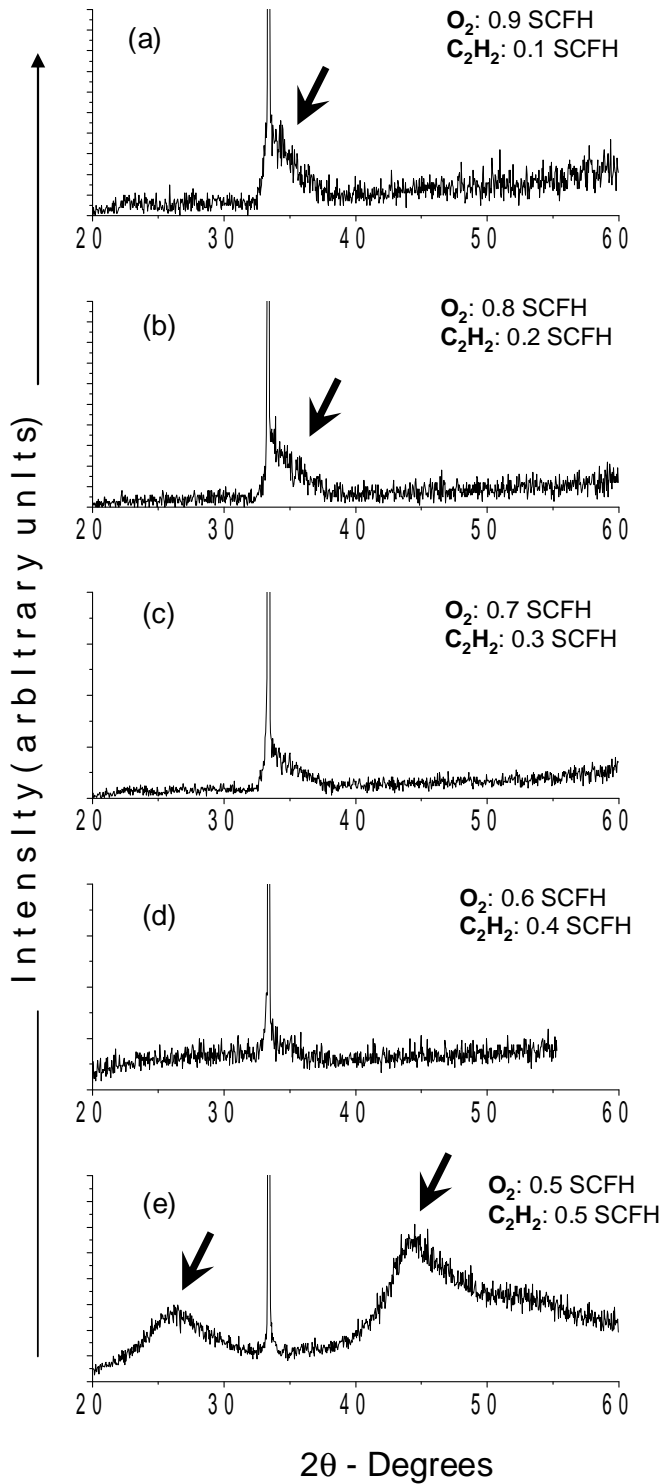 (a)
O₂: 0.9 SCFH
C₂H₂: 0.1 SCFH
20 30 40 50 60
(b)
O₂: 0.8 SCFH
C₂H₂: 0.2 SCFH
20 30 40 50 60
(c)
O₂: 0.7 SCFH
C₂H₂: 0.3 SCFH
20 30 40 50 60
(d)
O₂: 0.6 SCFH
C₂H₂: 0.4 SCFH
20 30 40 50 60
(e)
O₂: 0.5 SCFH
C₂H₂: 0.5 SCFH
20 30 40 50 60
Intensity (arbitrary units)
2θ - Degrees